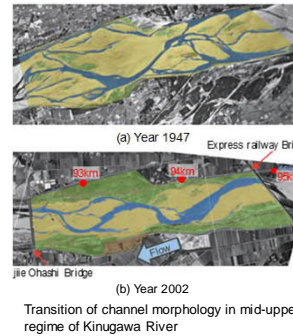 (a) Year 1947
Express railway Bri
93km
94km
95k
Flow
jiie Ohashi Bridge
(b) Year 2002
Transition of channel morphology in mid-uppe
regime of Kinugawa River